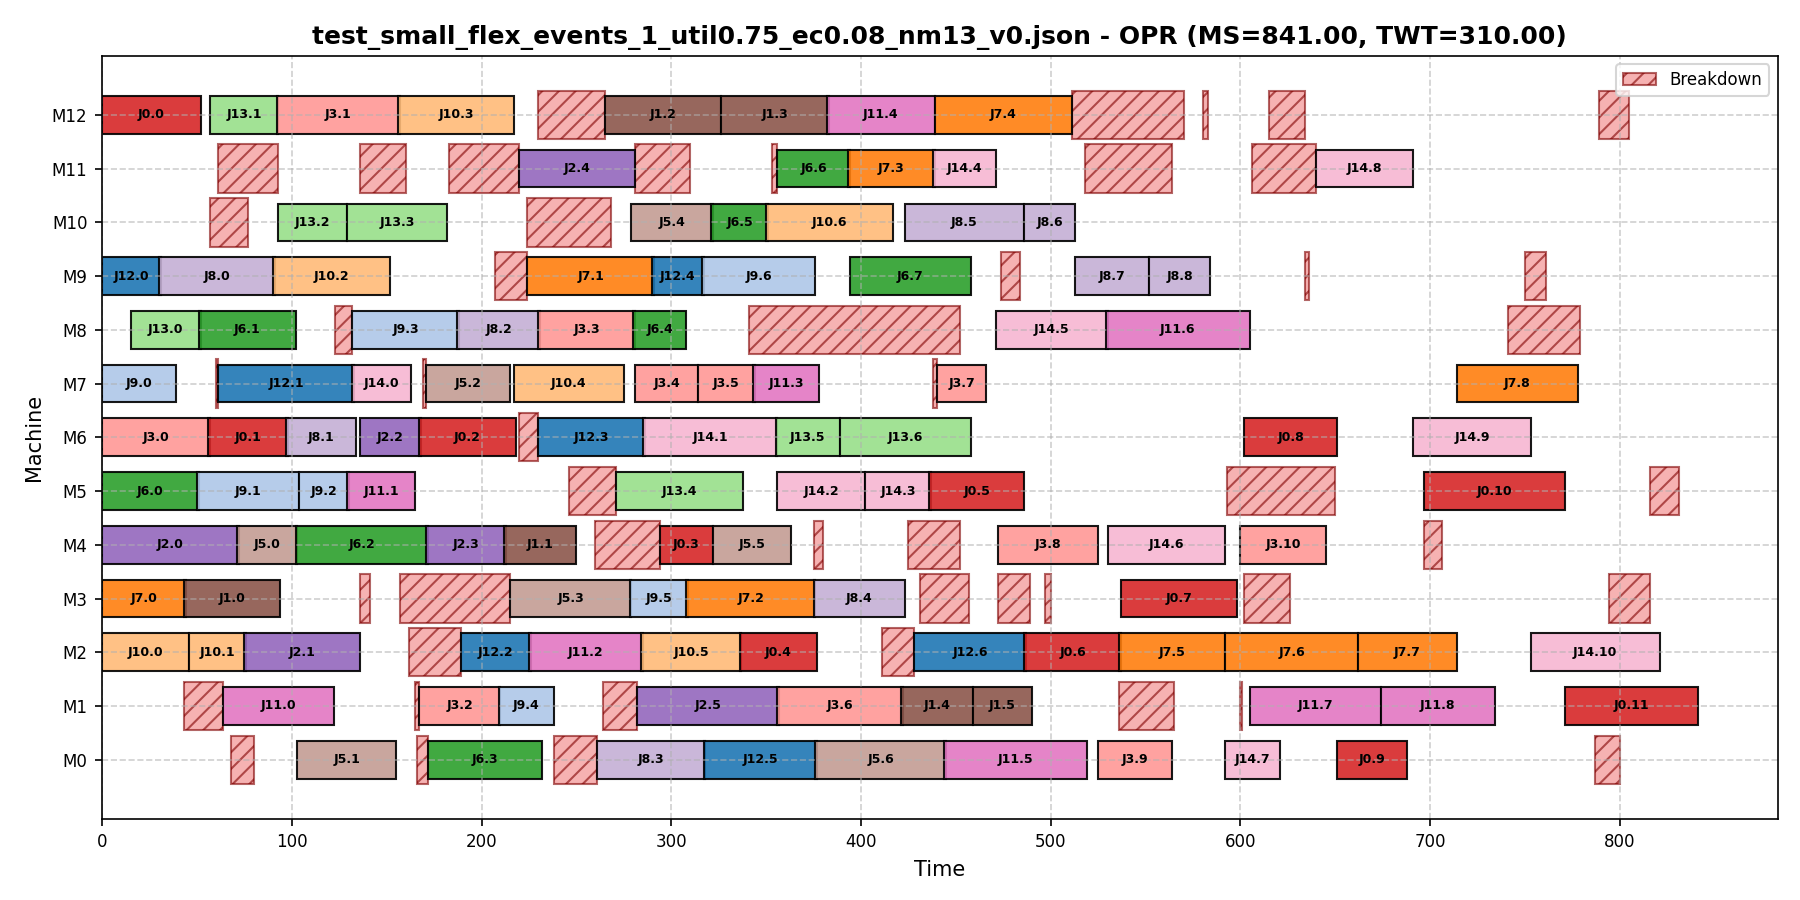 test_small_flex_events_1_util0.75_ec0.08_nm13_v0.json - OPR (MS=841.00, TWT=310.00)
Breakdown
Machine
M12 J0.0 J13.1 J3.1 J10.3 J1.2 J1.3 J11.4 J7.4
M11 J2.4 J6.6 J7.3 J14.4 J14.8
M10 J13.2 J13.3 J5.4 J6.5 J10.6 J8.5 J8.6
M9 J12.0 J8.0 J10.2 J7.1 J12.4 J9.6 J6.7 J8.7 J8.8
M8 J13.0 J6.1 J9.3 J8.2 J3.3 J6.4 J14.5 J11.6
M7 J9.0 J12.1 J14.0 J5.2 J10.4 J3.4 J3.5 J11.3 J3.7 J7.8
M6 J3.0 J0.1 J8.1 J2.2 J0.2 J12.3 J14.1 J13.5 J13.6 J0.8 J14.9
M5 J6.0 J9.1 J9.2 J11.1 J13.4 J14.2 J14.3 J0.5 J0.10
M4 J2.0 J5.0 J6.2 J2.3 J1.1 J0.3 J5.5 J3.8 J14.6 J3.10
M3 J7.0 J1.0 J5.3 J9.5 J7.2 J8.4 J0.7
M2 J10.0 J10.1 J2.1 J12.2 J11.2 J10.5 J0.4 J12.6 J0.6 J7.5 J7.6 J7.7 J14.10
M1 J11.0 J3.2 J9.4 J2.5 J3.6 J1.4 J1.5 J11.7 J11.8 J0.11
M0 J5.1 J6.3 J8.3 J12.5 J5.6 J11.5 J3.9 J14.7 J0.9
0 100 200 300 400 500 600 700 800
Time